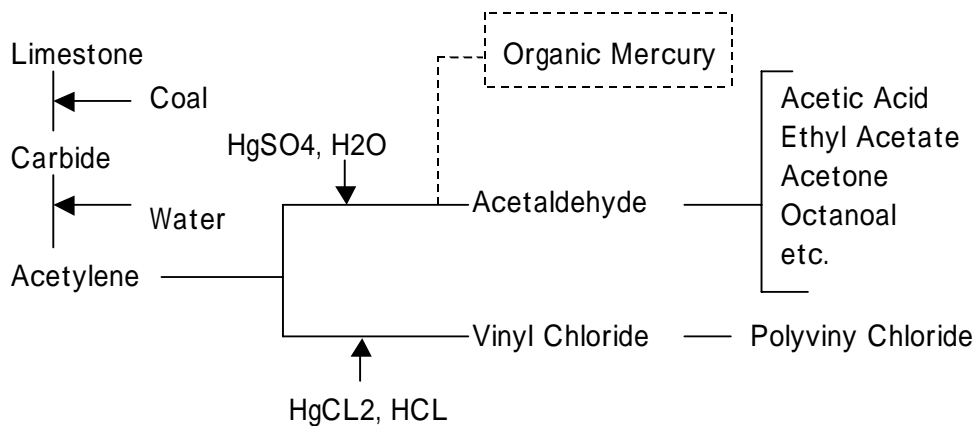 Limestone
Coal
Carbide
Water
Acetylene
HgSO4, H2O
Organic Mercury
Acetaldehyde
Acetic Acid
Ethyl Acetate
Acetone
Octanoal
etc.
HgCL2, HCL
Vinyl Chloride
Polyviny Chloride